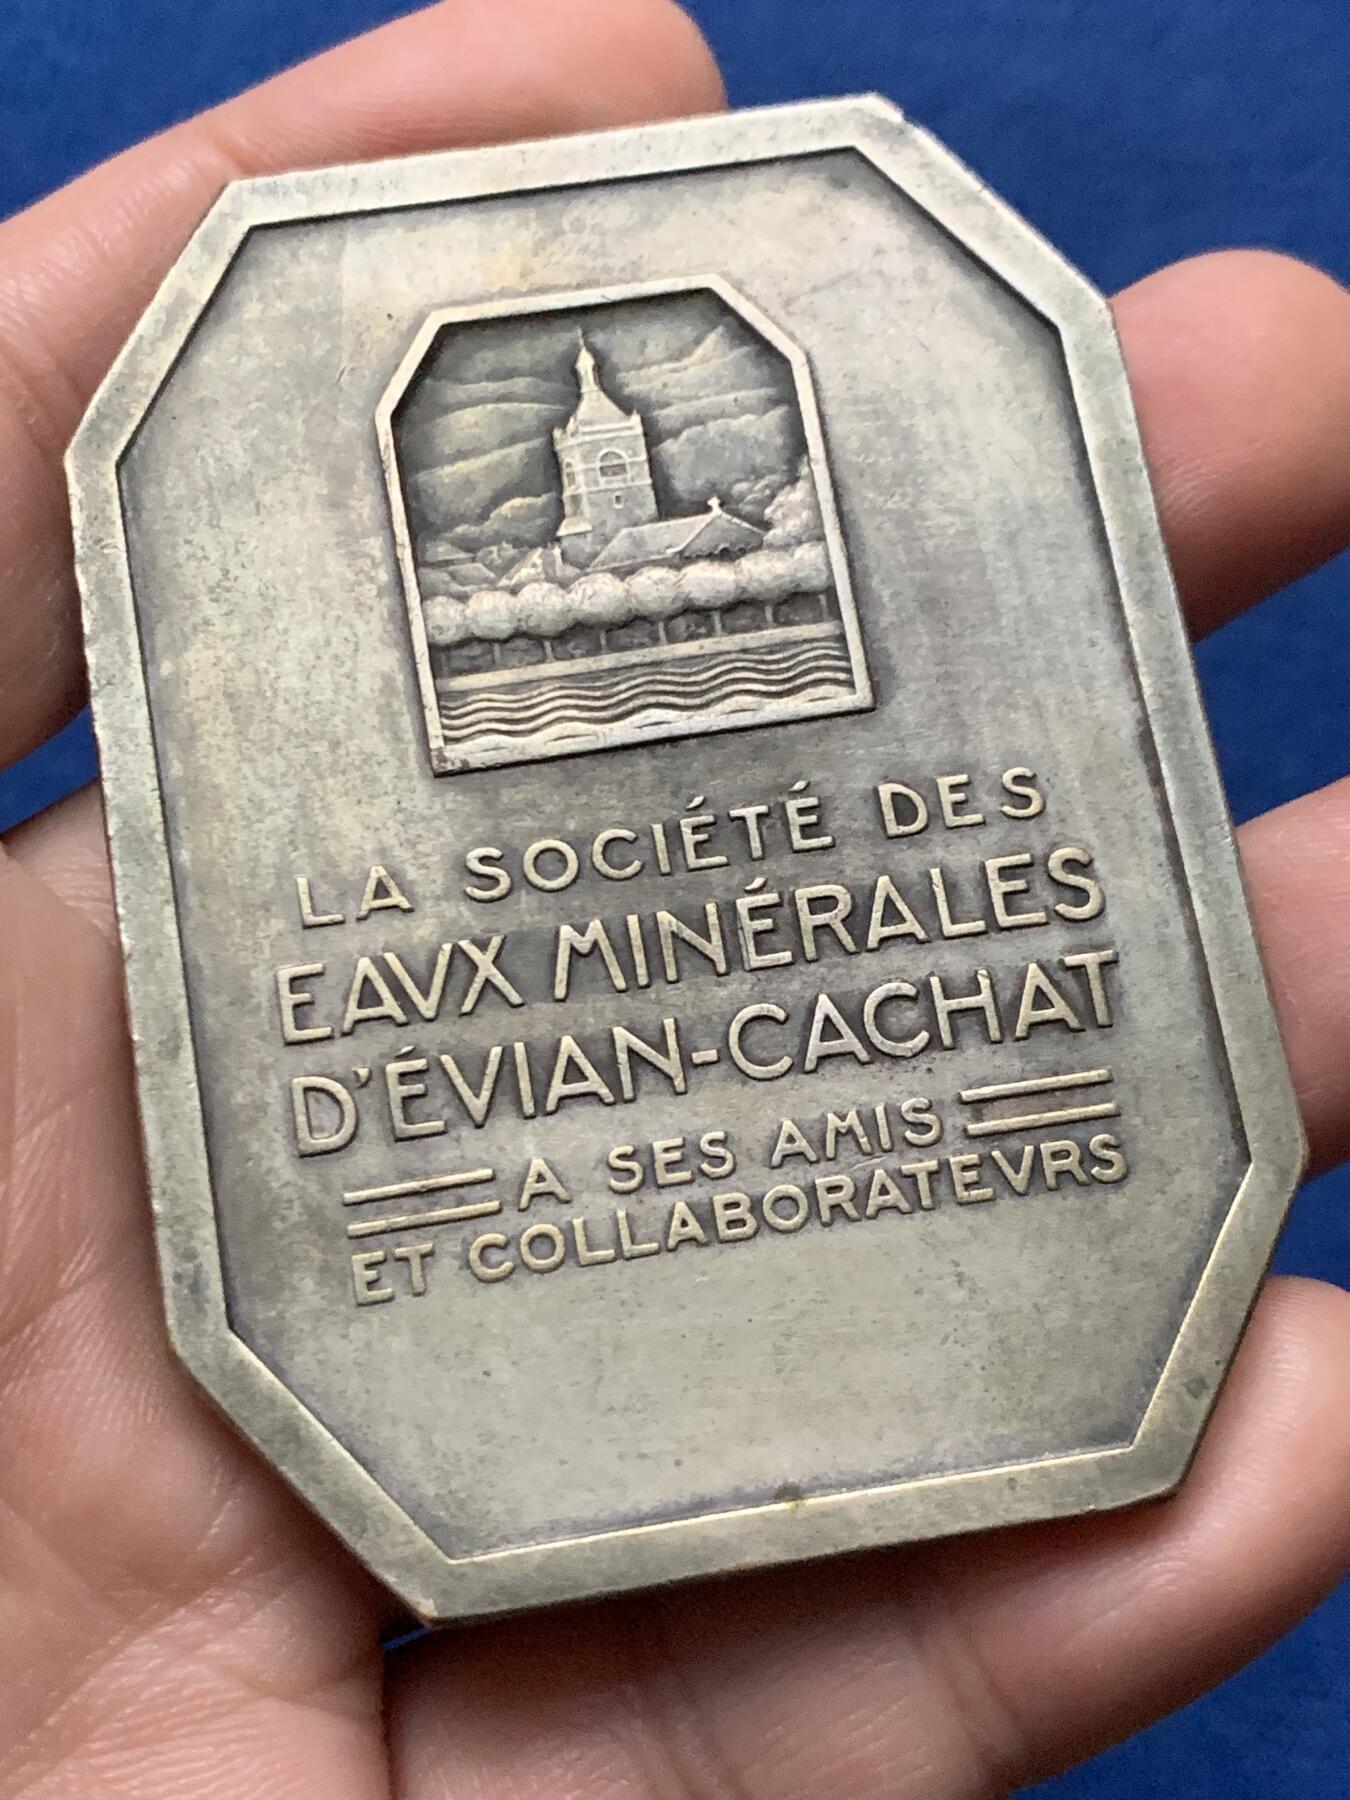 LA SOCIÉTÉ DES
EAVX MINÉRALES
D'ÉVIAN-CACHAT
A SES AMIS
ET COLLABORATEVRS